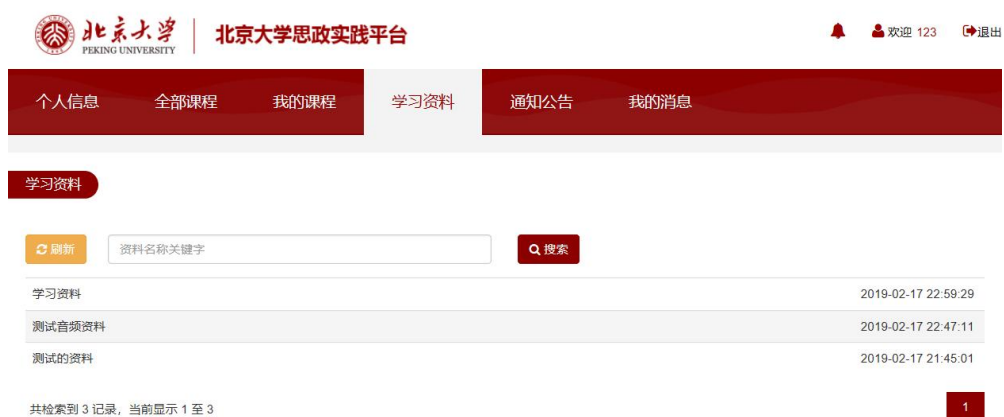 北京大学 北京大学思政实践平台 欢迎 123 退出
PEKING UNIVERSITY
个人信息 全部课程 我的课程 学习资料 通知公告 我的消息
学习资料
刷新 资料名称关键字 搜索
学习资料 2019-02-17 22:59:29
测试音频资料 2019-02-17 22:47:11
测试的资料 2019-02-17 21:45:01
共检索到 3 记录，当前显示 1 至 3 1